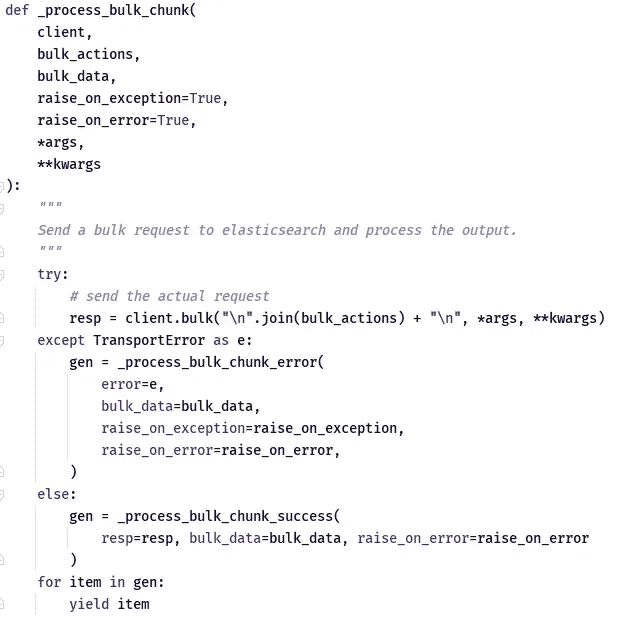 def _process_bulk_chunk(
    client,
    bulk_actions,
    bulk_data,
    raise_on_exception=True,
    raise_on_error=True,
    *args,
    **kwargs
):
    """
    Send a bulk request to elasticsearch and process the output.
    """
    try:
        # send the actual request
        resp = client.bulk("\n".join(bulk_actions) + "\n", *args, **kwargs)
    except TransportError as e:
        gen = _process_bulk_chunk_error(
            error=e,
            bulk_data=bulk_data,
            raise_on_exception=raise_on_exception,
            raise_on_error=raise_on_error,
        )
    else:
        gen = _process_bulk_chunk_success(
            resp=resp, bulk_data=bulk_data, raise_on_error=raise_on_error
        )
    for item in gen:
        yield item